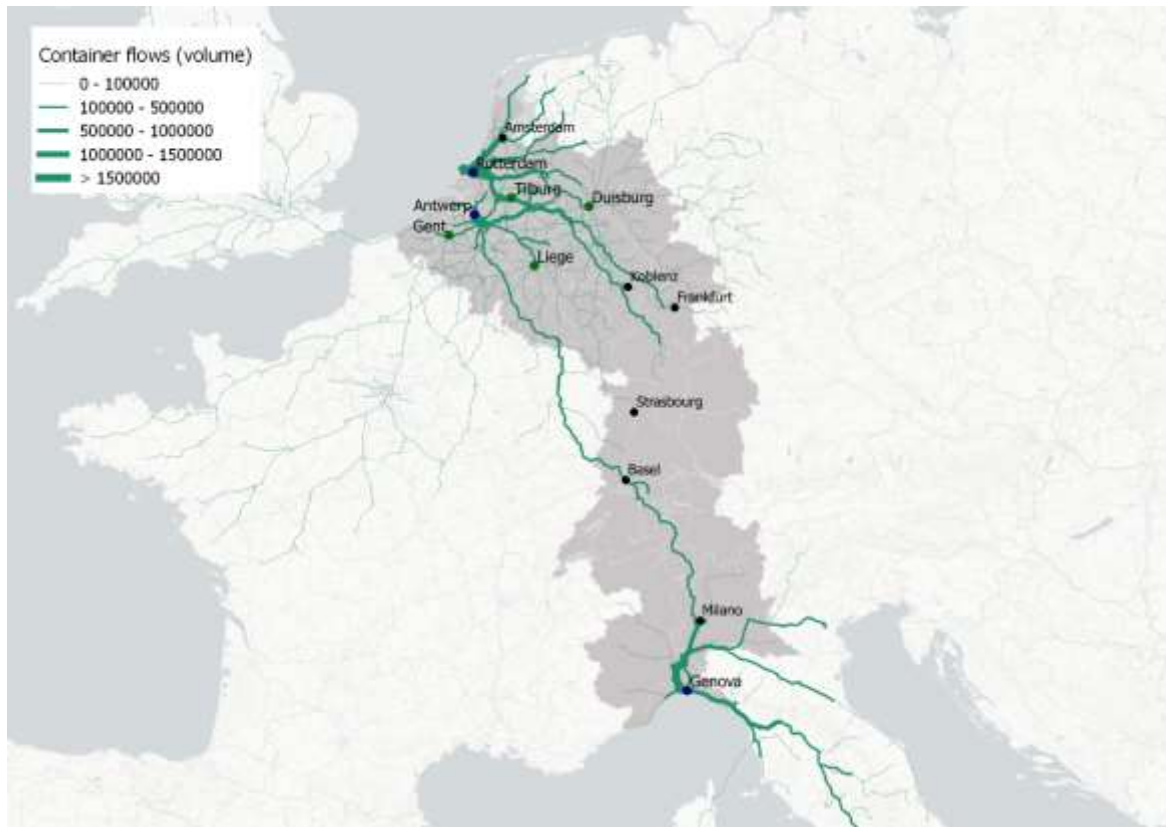 Container flows (volume)
0 - 100000
100000 - 500000
500000 - 1000000
1000000 - 1500000
> 1500000
Amsterdam
Rotterdam
Tilburg
Duisburg
Antwerp
Gent
Liege
Koblenz
Frankfurt
Strasbourg
Basel
Milano
Genova